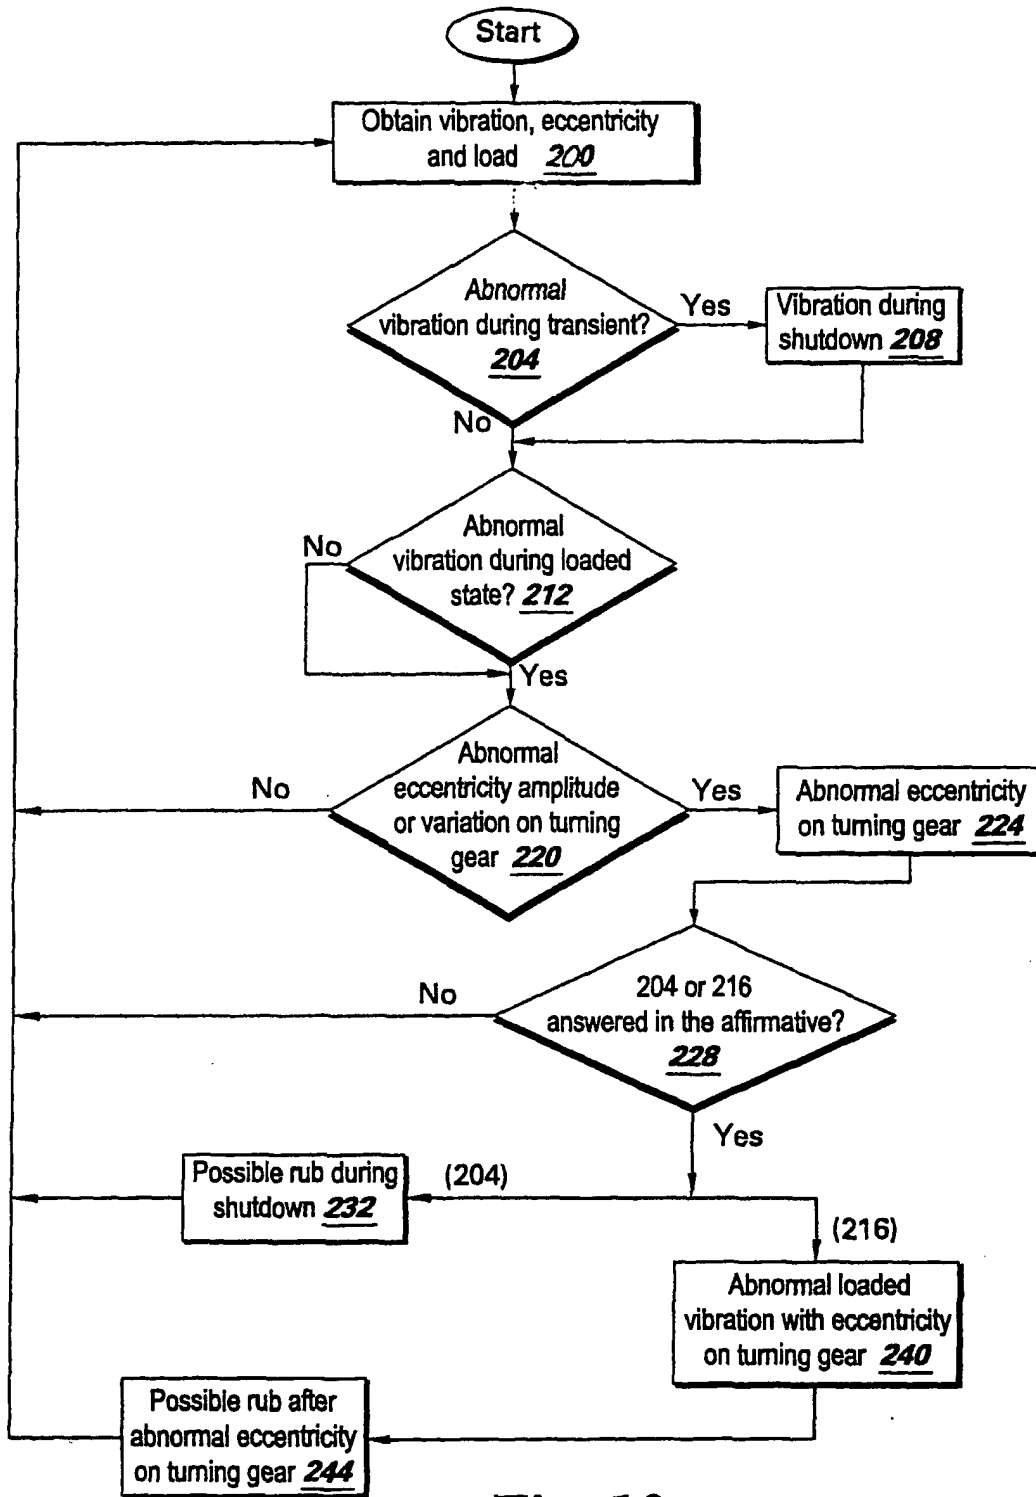 Start
Obtain vibration, eccentricity
and load 200
Abnormal
vibration during transient?
204
Yes
Vibration during
shutdown 208
No
Abnormal
vibration during loaded
state? 212
No
Yes
Abnormal
eccentricity amplitude
or variation on turning
gear 220
No
Yes
Abnormal eccentricity
on turning gear 224
204 or 216
answered in the affirmative?
228
No
Yes
(204)
Possible rub during
shutdown 232
(216)
Abnormal loaded
vibration with eccentricity
on turning gear 240
Possible rub after
abnormal eccentricity
on turning gear 244